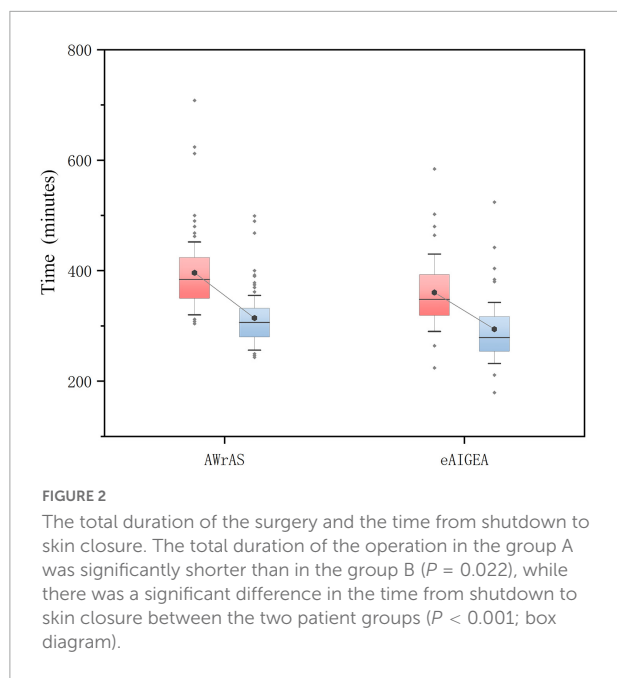 800
600
400
200
Time (minutes)
AWrAS
eAIGEA
FIGURE 2
The total duration of the surgery and the time from shutdown to
skin closure. The total duration of the operation in the group A
was significantly shorter than in the group B (P = 0.022), while
there was a significant difference in the time from shutdown to
skin closure between the two patient groups (P < 0.001; box
diagram).